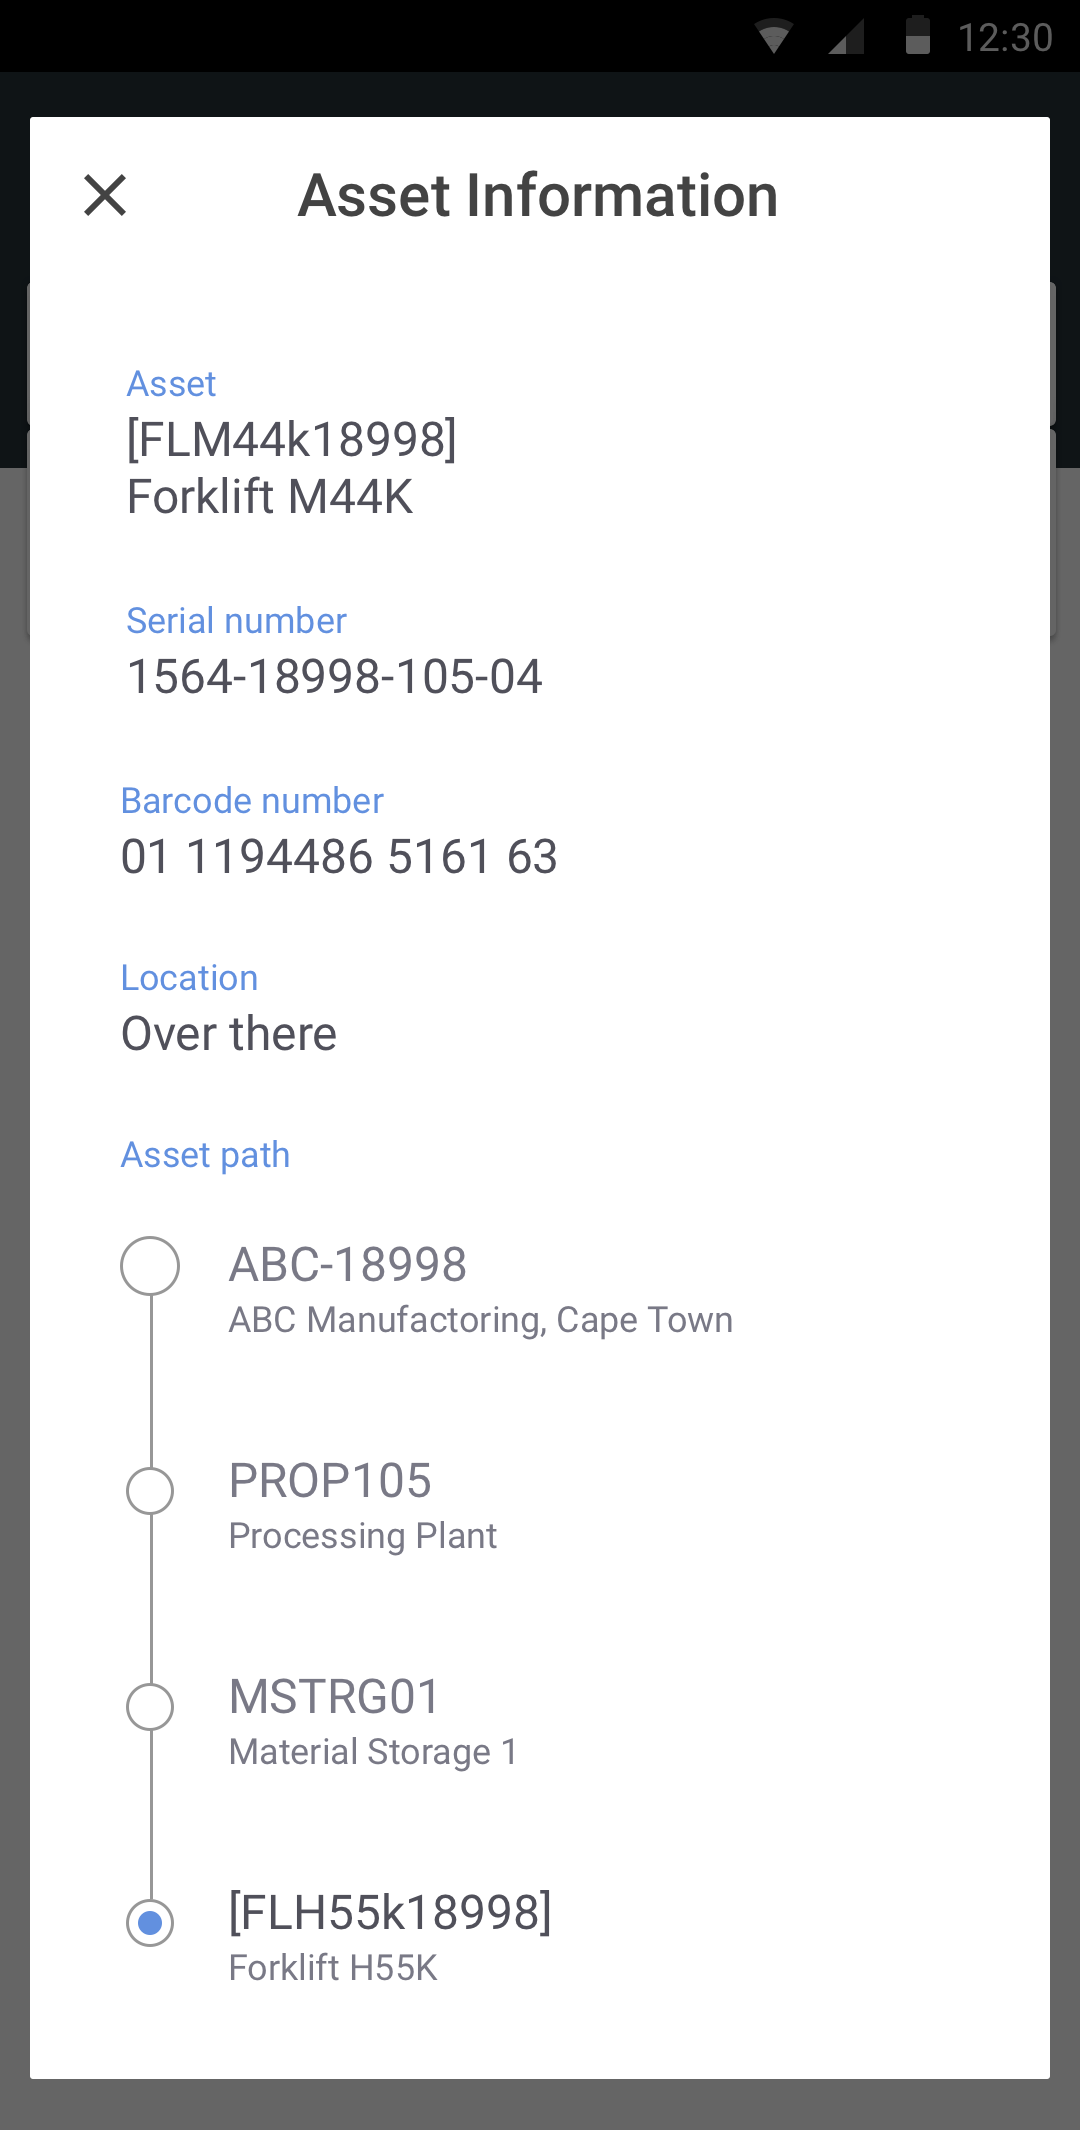 12:30
Asset Information
Asset
[FLM44k18998]
Forklift M44K
Serial number
1564-18998-105-04
Barcode number
01 1194486 5161 63
Location
Over there
Asset path
ABC-18998
ABC Manufactoring, Cape Town
PROP105
Processing Plant
MSTRG01
Material Storage 1
[FLH55k18998]
Forklift H55K